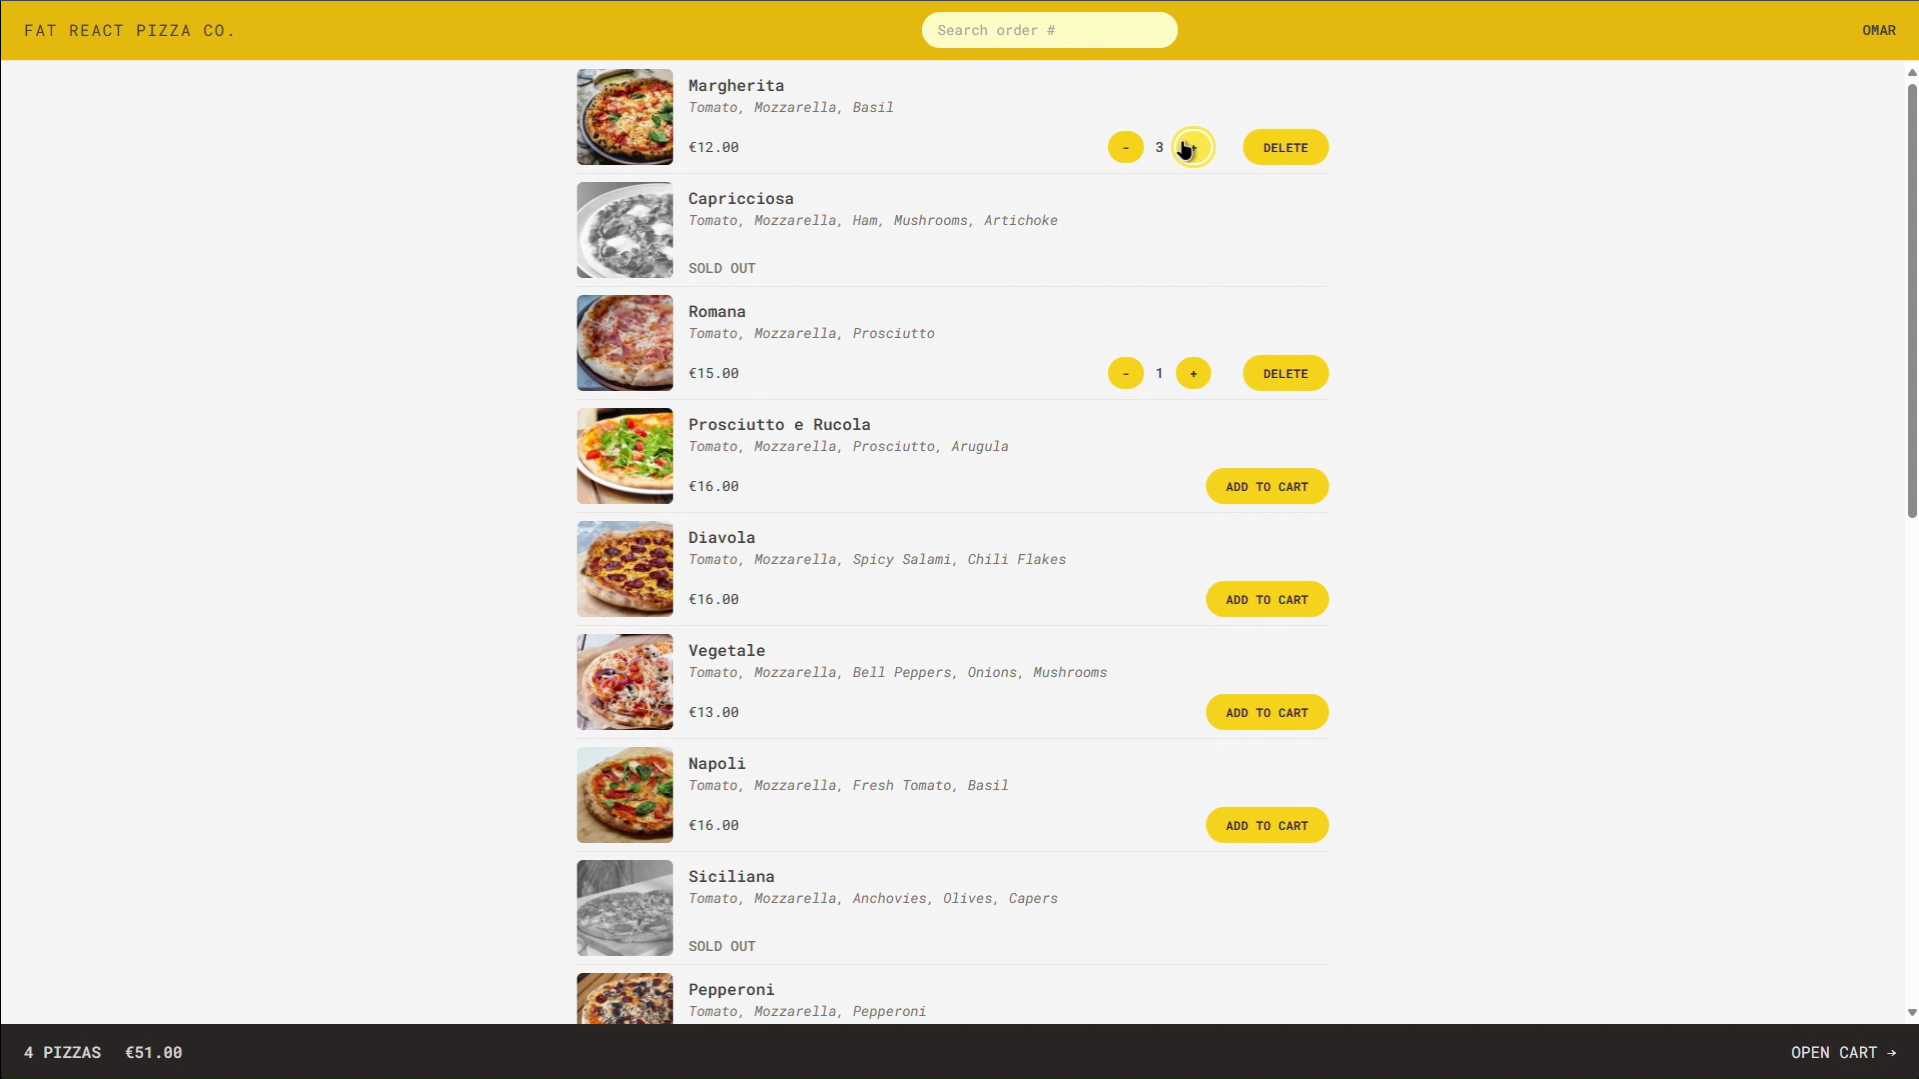 FAT REACT PIZZA CO.
Search order #
OMAR
Margherita
Tomato, Mozzarella, Basil
€12.00
- 3 + DELETE
Capricciosa
Tomato, Mozzarella, Ham, Mushrooms, Artichoke
SOLD OUT
Romana
Tomato, Mozzarella, Prosciutto
€15.00
- 1 + DELETE
Prosciutto e Rucola
Tomato, Mozzarella, Prosciutto, Arugula
€16.00
ADD TO CART
Diavola
Tomato, Mozzarella, Spicy Salami, Chili Flakes
€16.00
ADD TO CART
Vegetale
Tomato, Mozzarella, Bell Peppers, Onions, Mushrooms
€13.00
ADD TO CART
Napoli
Tomato, Mozzarella, Fresh Tomato, Basil
€16.00
ADD TO CART
Siciliana
Tomato, Mozzarella, Anchovies, Olives, Capers
SOLD OUT
Pepperoni
Tomato, Mozzarella, Pepperoni
4 PIZZAS €51.00
OPEN CART →